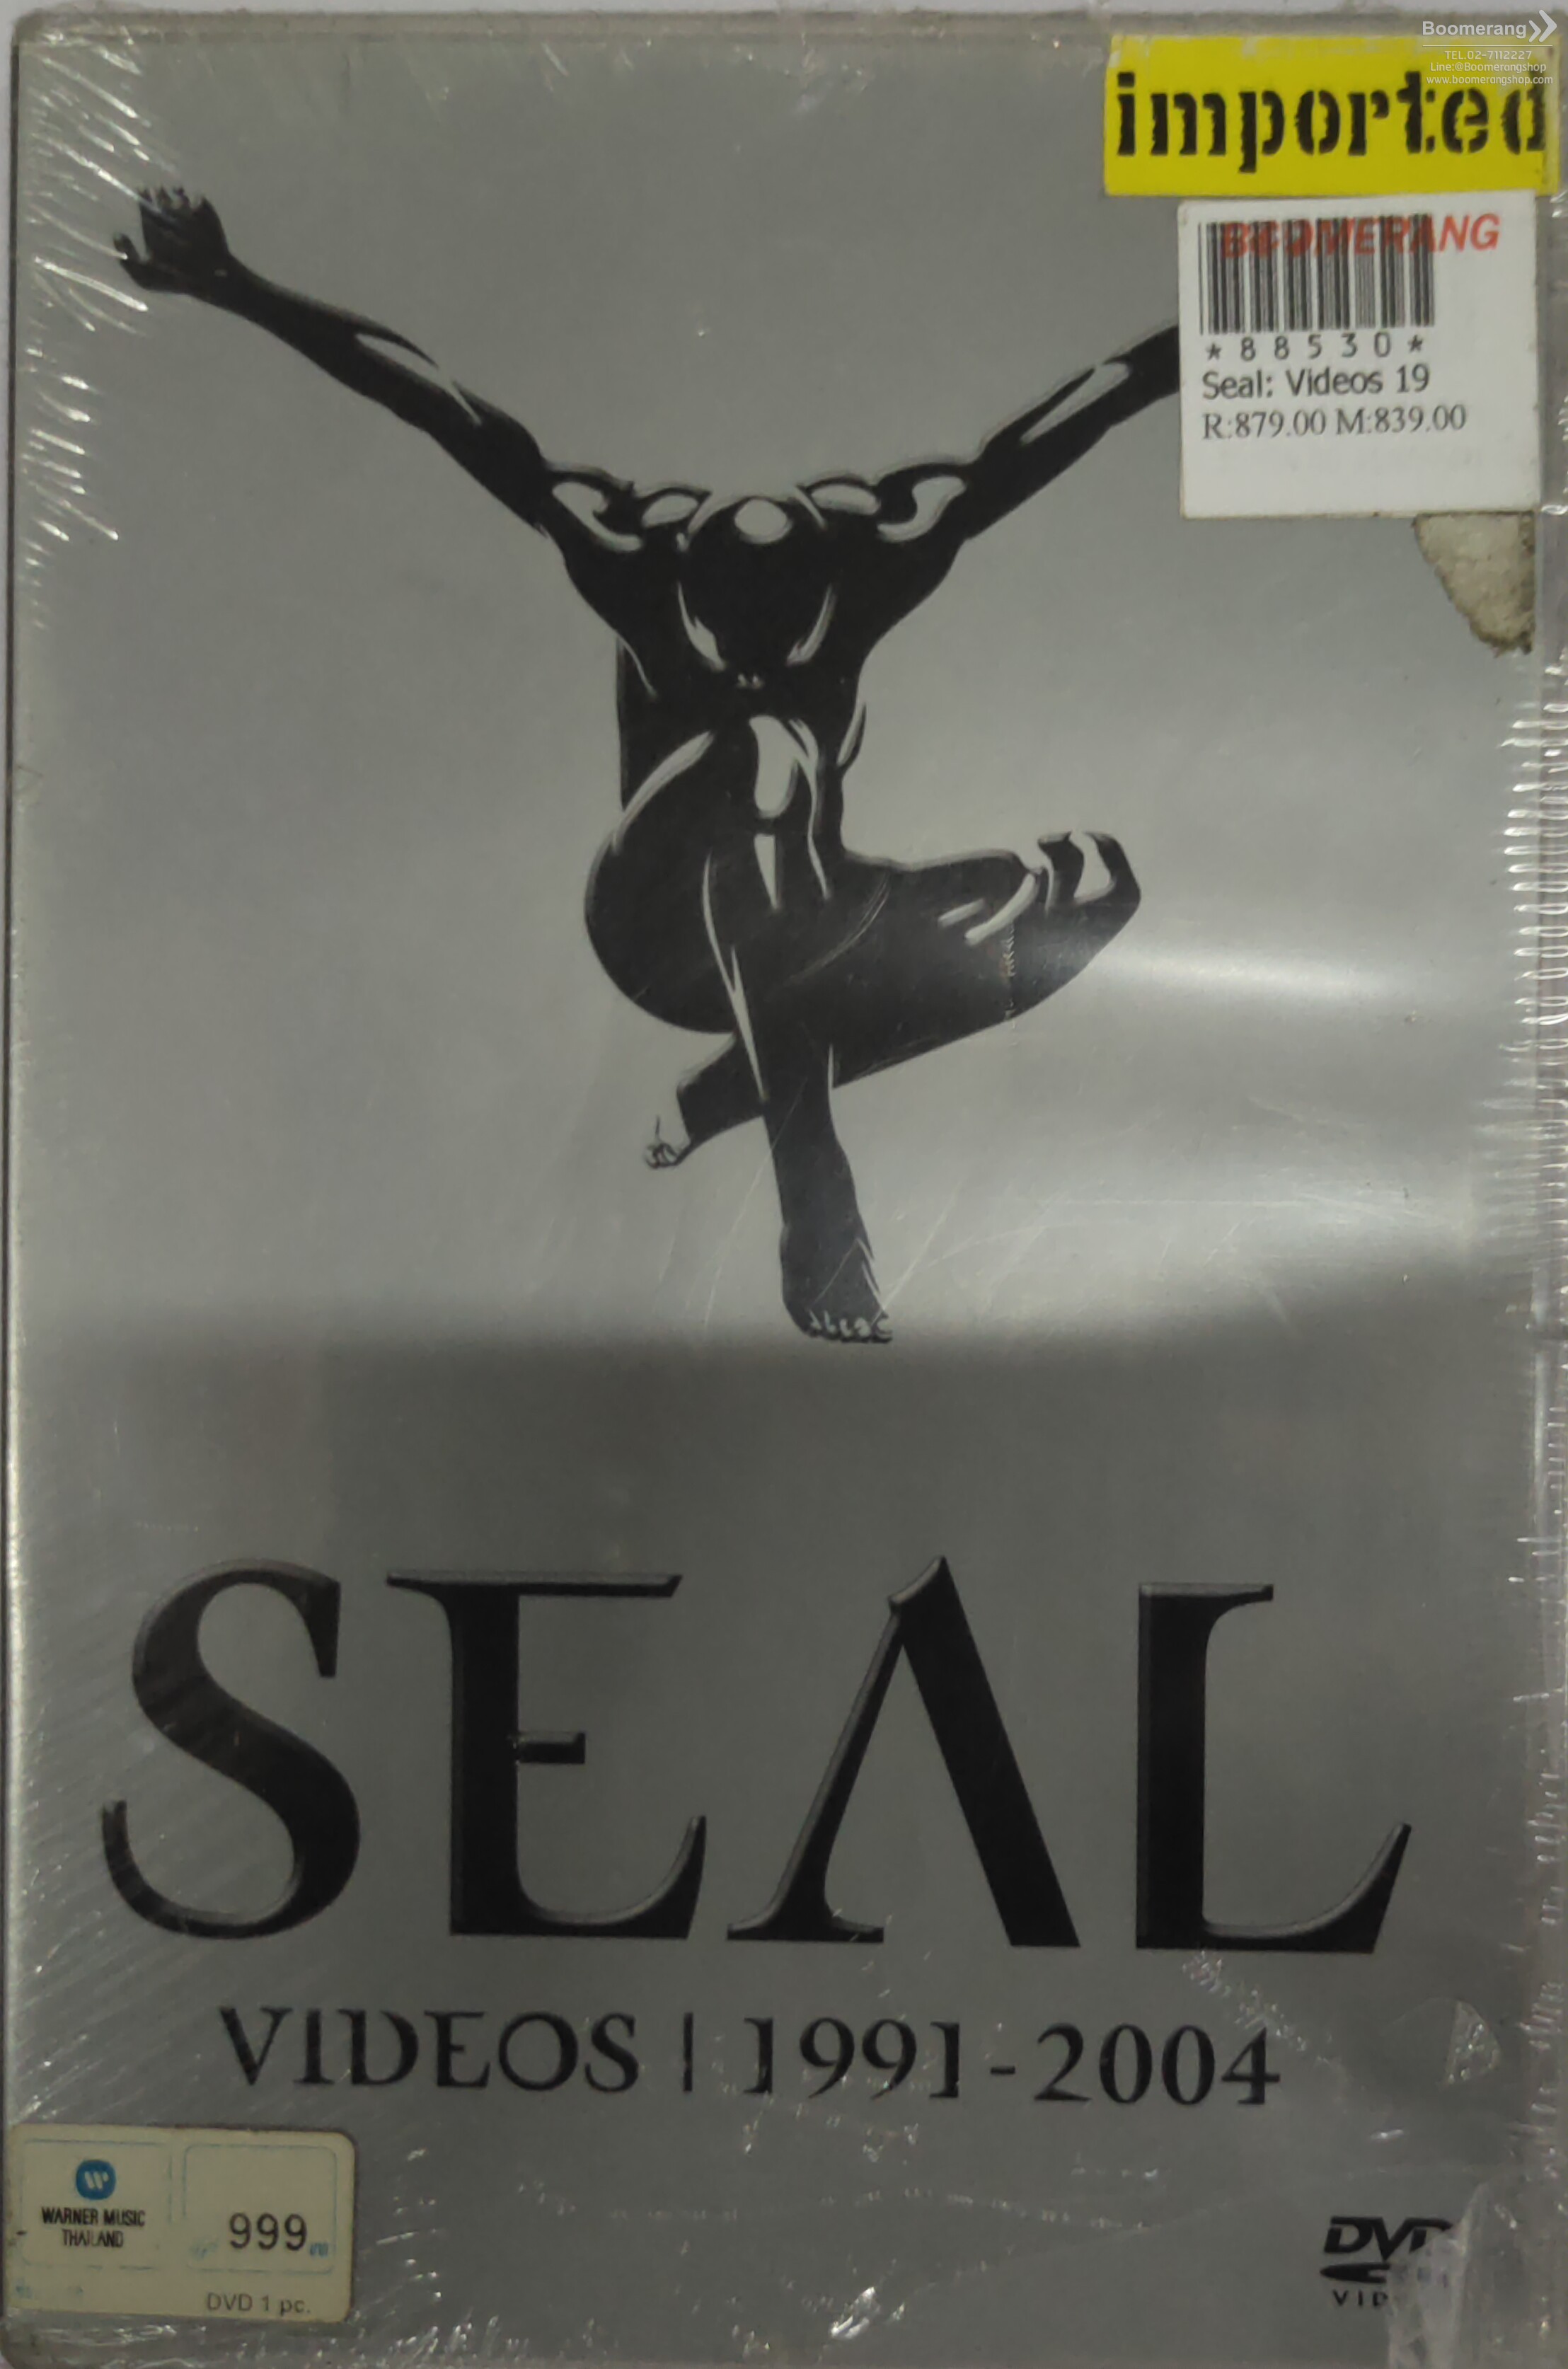 Boomerang
TEL.02-7112227
Line:@Boomerangshop
www.boomerangshop.com
imported
BOOMERANG
*88530*
Seal: Videos 19
R:879.00 M:839.00
SEAL
VIDEOS | 1991-2004
WARNER MUSIC
THAILAND
999
DVD 1 pc.
DVD